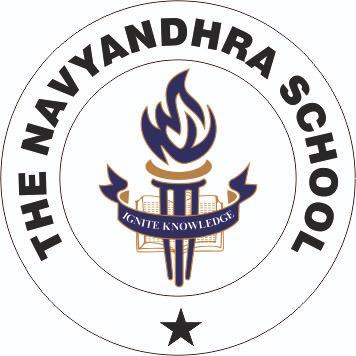 THE NAVYANDHRA SCHOOL
IGNITE KNOWLEDGE